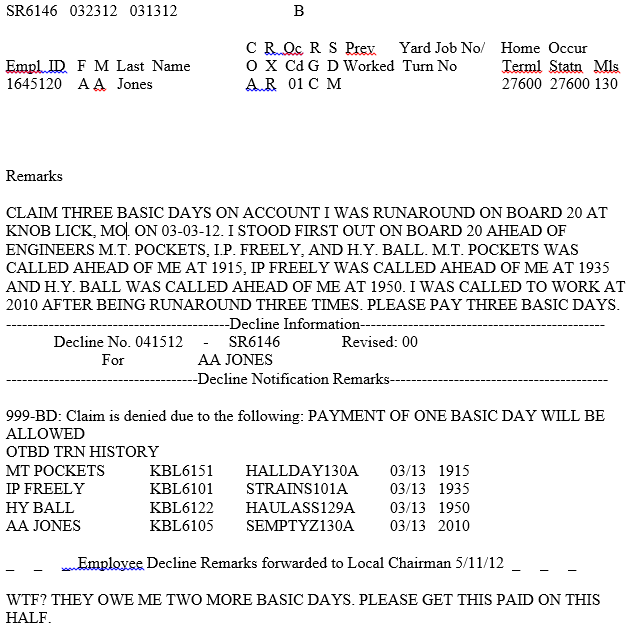 SR6146 032312 031312 B
C R Oc R S Prev Yard Job No/ Home Occur
Empl ID F M Last Name O X Cd G D Worked Turn No Terml Statn Mls
1645120 A A Jones A R 01 C M 27600 27600 130
Remarks
CLAIM THREE BASIC DAYS ON ACCOUNT I WAS RUNAROUND ON BOARD 20 AT
KNOB LICK, MO. ON 03-03-12. I STOOD FIRST OUT ON BOARD 20 AHEAD OF
ENGINEERS M.T. POCKETS, I.P. FREELY, AND H.Y. BALL. M.T. POCKETS WAS
CALLED AHEAD OF ME AT 1915, IP FREELY WAS CALLED AHEAD OF ME AT 1935
AND H.Y. BALL WAS CALLED AHEAD OF ME AT 1950. I WAS CALLED TO WORK AT
2010 AFTER BEING RUNAROUND THREE TIMES. PLEASE PAY THREE BASIC DAYS.
------------------------------------------Decline Information----------------------------------------------
Decline No. 041512 - SR6146 Revised: 00
For AA JONES
------------------------------------Decline Notification Remarks-----------------------------------------
999-BD: Claim is denied due to the following: PAYMENT OF ONE BASIC DAY WILL BE
ALLOWED
OTBD TRN HISTORY
MT POCKETS KBL6151 HALLDAY130A 03/13 1915
IP FREELY KBL6101 STRAINS101A 03/13 1935
HY BALL KBL6122 HAULASS129A 03/13 1950
AA JONES KBL6105 SEMPTYZ130A 03/13 2010
_ _ _ Employee Decline Remarks forwarded to Local Chairman 5/11/12 _ _ _
WTF? THEY OWE ME TWO MORE BASIC DAYS. PLEASE GET THIS PAID ON THIS
HALF.